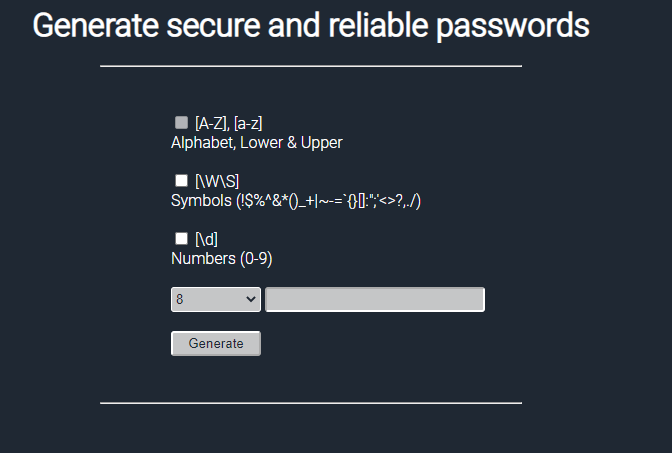 Generate secure and reliable passwords
[A-Z], [a-z]
Alphabet, Lower & Upper
[\W\S]
Symbols (!$%^&*()_+|~-=`{}[]:";'<>?,./)
[\d]
Numbers (0-9)
8
Generate